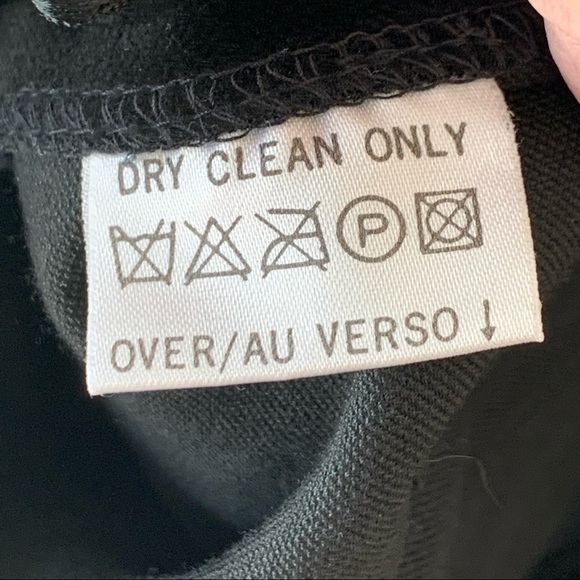 DRY CLEAN ONLY
P
OVER/AU VERSO ↓